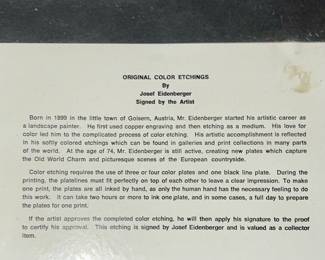 ORIGINAL COLOR ETCHINGS
By
Josef Eidenberger
Signed by the Artist
Born in 1899 in the little town of Goisern, Austria, Mr. Eidenberger started his artistic career as
a landscape painter. He first used copper engraving and then etching as a medium. His love for
color led him to the complicated process of color etching. His artistic accomplishment is reflected
in his softly colored etchings which can be found in galleries and print collections in many parts
of the world. At the age of 74, Mr. Eidenberger is still active, creating new plates which capture
the Old World Charm and picturesque scenes of the European countryside.
Color etching requires the use of three or four color plates and one black line plate. During
the printing, the platelines must fit perfectly on top of each other to leave a clear impression. To make
one print, the plates are all inked by hand, as only the human hand has the necessary feeling to do
this work. It can take two hours or more to ink one plate, and in some cases, a full day to prepare
the plates for one print.
If the artist approves the completed color etching, he will then apply his signature to the proof
to certify his approval. This etching is signed by Josef Eidenberger and is valued as a collector
item.